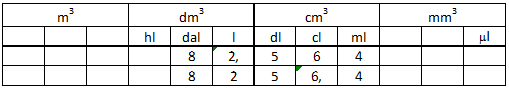 m³ dm³ cm³ mm³
hl dal l dl cl ml µl
8 2, 5 6 4
8 2 5 6, 4